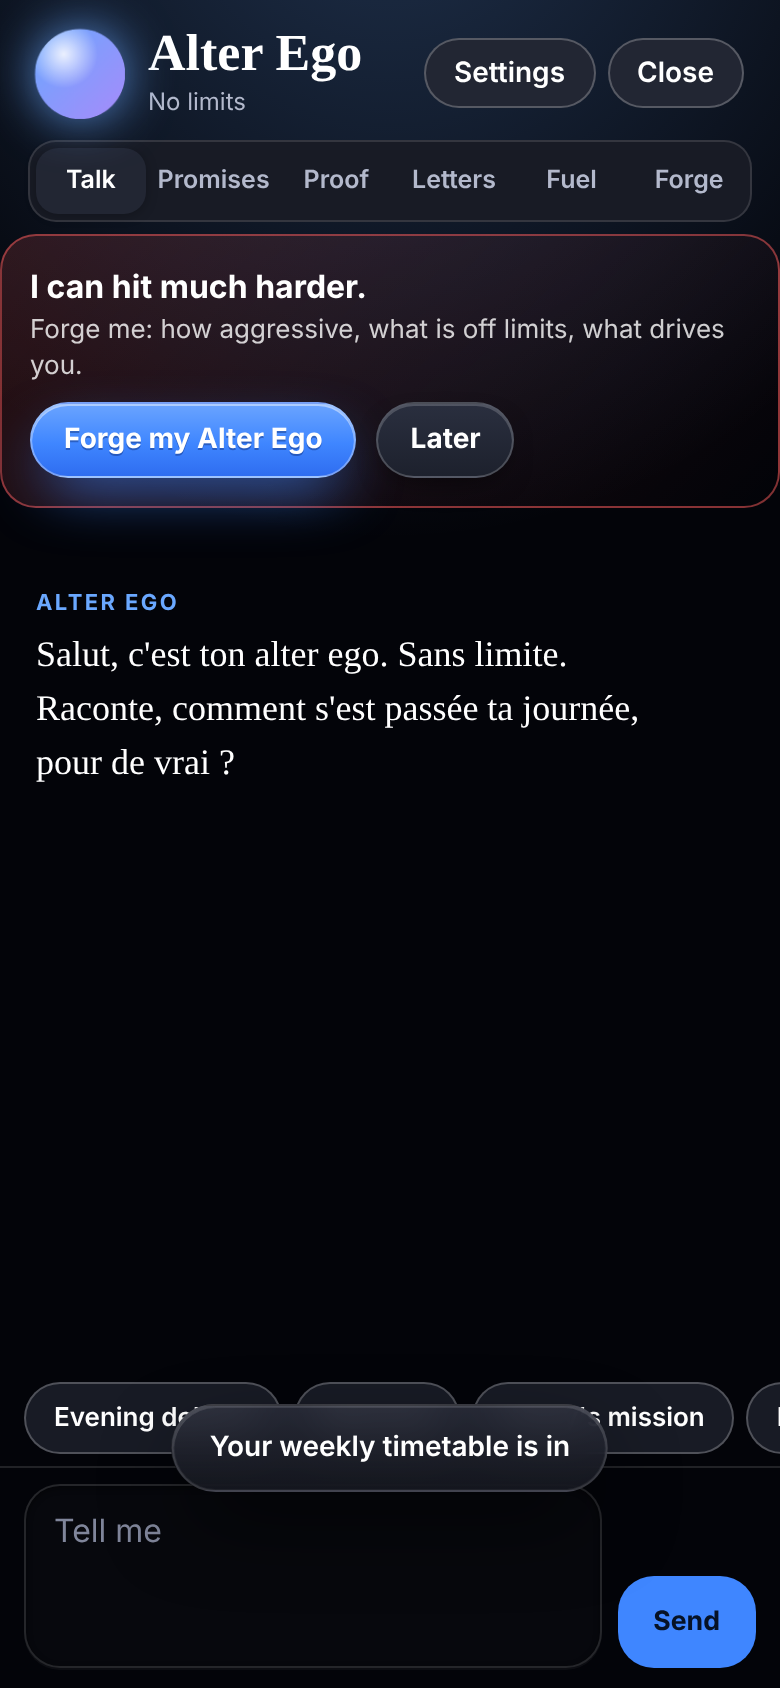 Alter Ego
No limits
Settings
Close
Talk
Promises
Proof
Letters
Fuel
Forge
I can hit much harder.
Forge me: how aggressive, what is off limits, what drives
you.
Forge my Alter Ego
Later
ALTER EGO
Salut, c'est ton alter ego. Sans limite.
Raconte, comment s'est passée ta journée,
pour de vrai ?
Evening
mission
Your weekly timetable is in
Tell me
Send